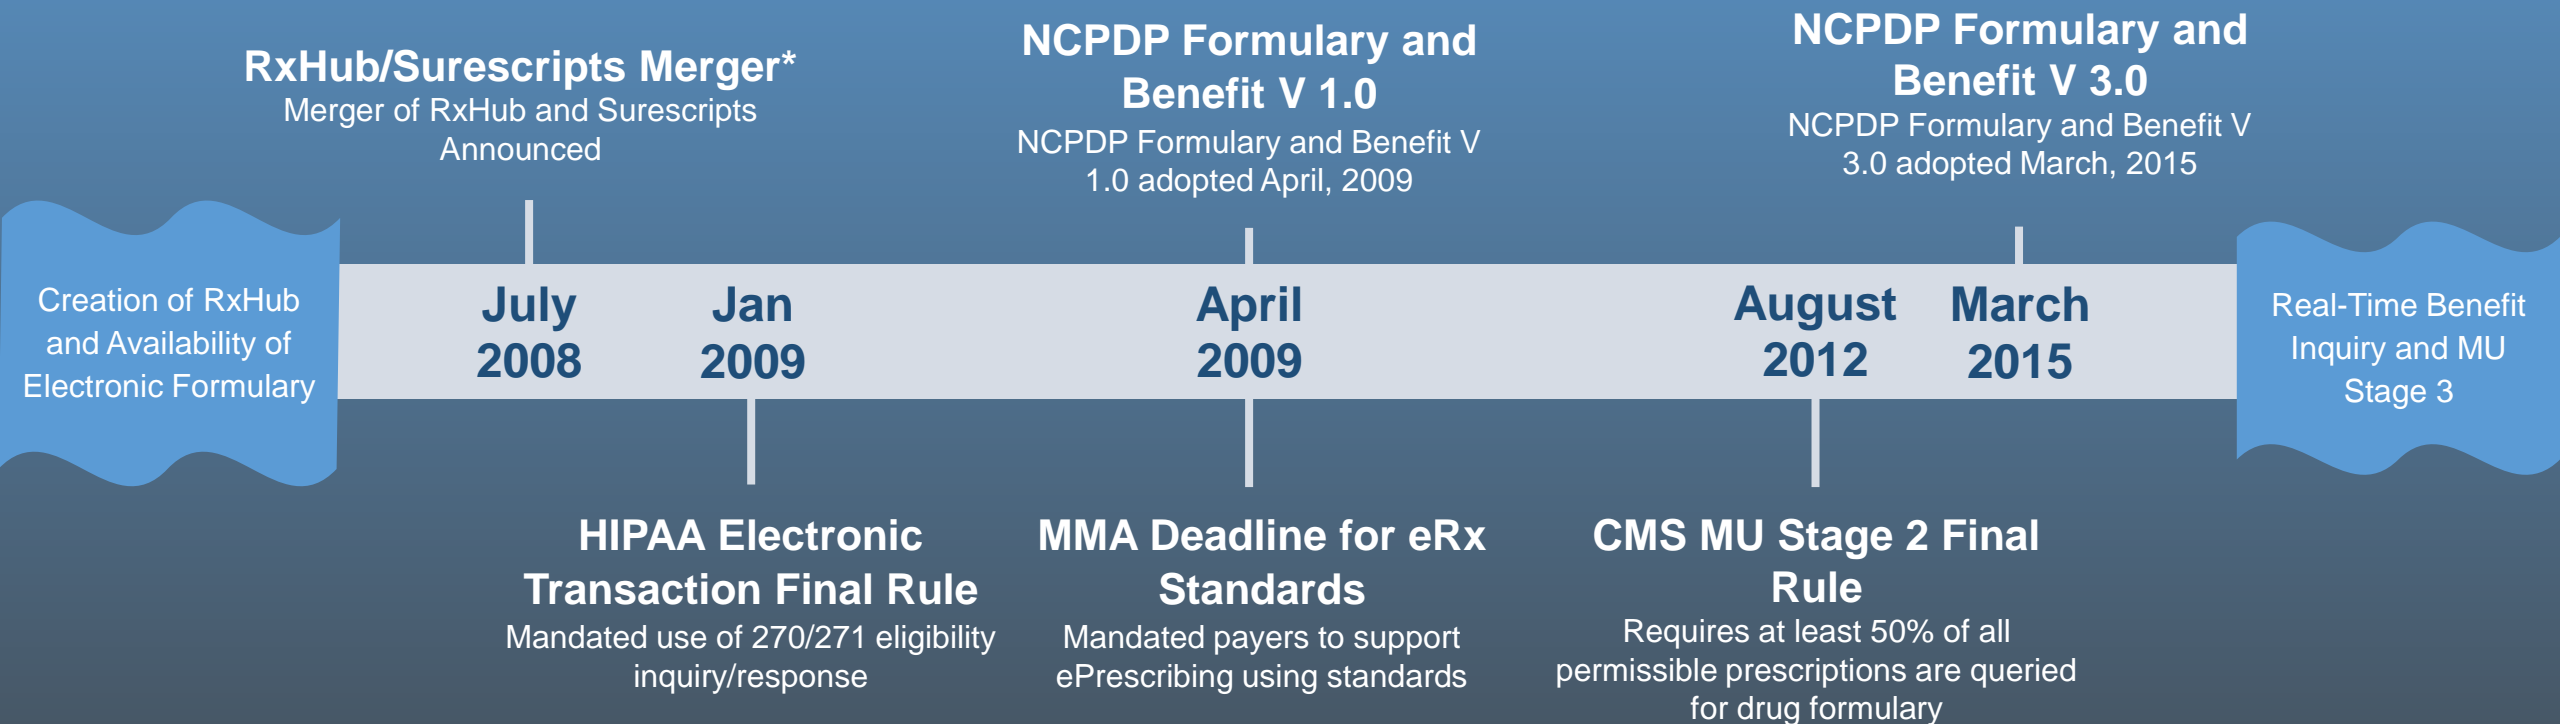 RxHub/Surescripts Merger*
Merger of RxHub and Surescripts
Announced
NCPDP Formulary and
Benefit V 1.0
NCPDP Formulary and Benefit V
1.0 adopted April, 2009
NCPDP Formulary and
Benefit V 3.0
NCPDP Formulary and Benefit V
3.0 adopted March, 2015
Creation of RxHub
and Availability of
Electronic Formulary
July
2008
Jan
2009
April
2009
August
2012
March
2015
Real-Time Benefit
Inquiry and MU
Stage 3
HIPAA Electronic
Transaction Final Rule
Mandated use of 270/271 eligibility
inquiry/response
MMA Deadline for eRx
Standards
Mandated payers to support
ePrescribing using standards
CMS MU Stage 2 Final
Rule
Requires at least 50% of all
permissible prescriptions are queried
for drug formulary